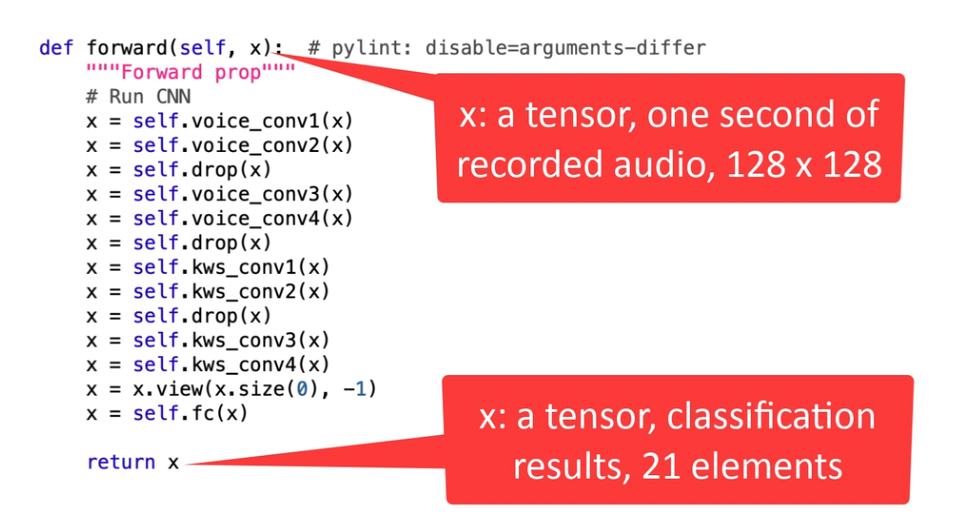 def forward(self, x):  # pylint: disable=arguments-differ
    """Forward prop"""
    # Run CNN
    x = self.voice_conv1(x)
    x = self.voice_conv2(x)
    x = self.drop(x)
    x = self.voice_conv3(x)
    x = self.voice_conv4(x)
    x = self.drop(x)
    x = self.kws_conv1(x)
    x = self.kws_conv2(x)
    x = self.drop(x)
    x = self.kws_conv3(x)
    x = self.kws_conv4(x)
    x = x.view(x.size(0), -1)
    x = self.fc(x)
    return x
x: a tensor, one second of
recorded audio, 128 x 128
x: a tensor, classification
results, 21 elements